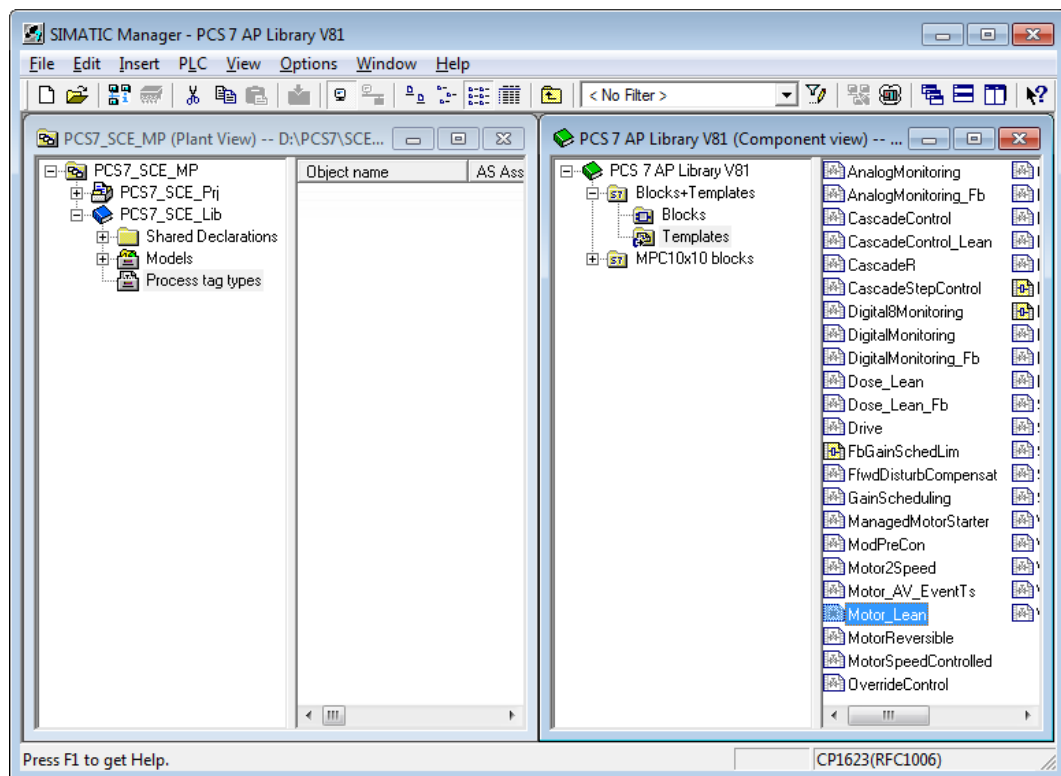 SIMATIC Manager - PCS 7 AP Library V81
File Edit Insert PLC View Options Window Help
< No Filter >
PCS7_SCE_MP (Plant View) -- D:\PCS7\SCE...
PCS7_SCE_MP
PCS7_SCE_Prj
PCS7_SCE_Lib
Shared Declarations
Models
Process tag types
Object name AS Ass
PCS 7 AP Library V81 (Component view) -- ...
PCS 7 AP Library V81
Blocks+Templates
Blocks
Templates
MPC10x10 blocks
AnalogMonitoring
AnalogMonitoring_Fb
CascadeControl
CascadeControl_Lean
CascadeR
CascadeStepControl
Digital8Monitoring
DigitalMonitoring
DigitalMonitoring_Fb
Dose_Lean
Dose_Lean_Fb
Drive
FbGainSchedLim
FfwdDisturbCompensat
GainScheduling
ManagedMotorStarter
ModPreCon
Motor2Speed
Motor_AV_EventTs
Motor_Lean
MotorReversible
MotorSpeedControlled
OverrideControl
Press F1 to get Help.
CP1623(RFC1006)